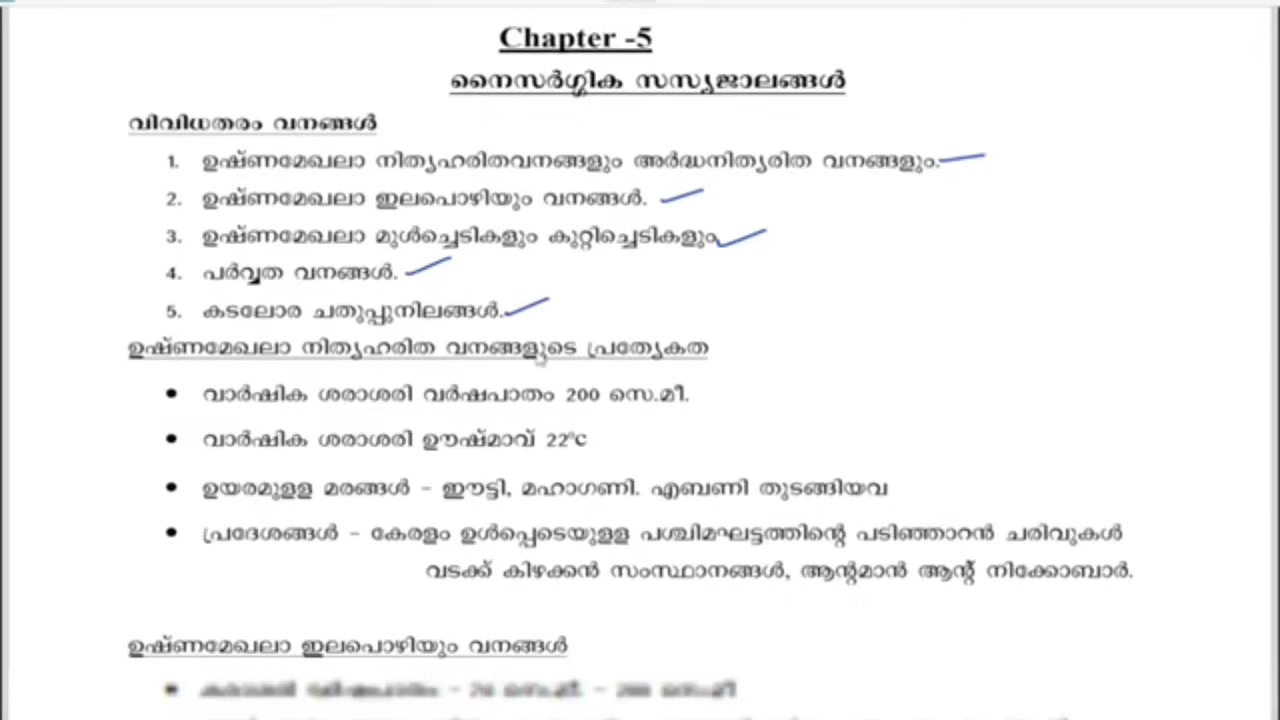 Chapter -5
നൈസർഗ്ഗിക സസ്യജാലങ്ങൾ
വിവിധതരം വനങ്ങൾ
1. ഉഷ്ണമേഖലാ നിത്യഹരിതവനങ്ങളും അർദ്ധനിത്യരിത വനങ്ങളും.
2. ഉഷ്ണമേഖലാ ഇലപൊഴിയും വനങ്ങൾ.
3. ഉഷ്ണമേഖലാ മുൾച്ചെടികളും കുറ്റിച്ചെടികളും
4. പർവ്വത വനങ്ങൾ.
5. കടലോര ചതുപ്പുനിലങ്ങൾ.
ഉഷ്ണമേഖലാ നിത്യഹരിത വനങ്ങളുടെ പ്രത്യേകത
• വാർഷിക ശരാശരി വർഷപാതം 200 സെ.മീ.
• വാർഷിക ശരാശരി ഊഷ്മാവ് 22°C
• ഉയരമുളള മരങ്ങൾ - ഈട്ടി, മഹാഗണി. എബണി തുടങ്ങിയവ
• പ്രദേശങ്ങൾ - കേരളം ഉൾപ്പെടെയുളള പശ്ചിമഘട്ടത്തിന്റെ പടിഞ്ഞാറൻ ചരിവുകൾ
വടക്ക് കിഴക്കൻ സംസ്ഥാനങ്ങൾ, ആന്റമാൻ ആന്റ് നിക്കോബാർ.
ഉഷ്ണമേഖലാ ഇലപൊഴിയും വനങ്ങൾ